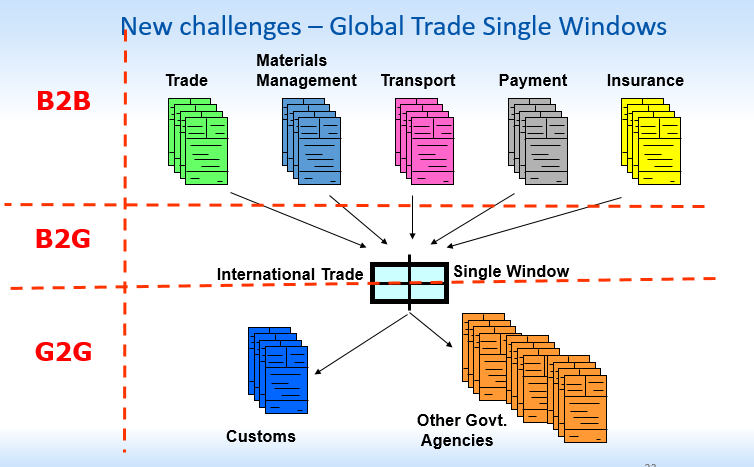 New challenges – Global Trade Single Windows
B2B
Trade
Materials
Management
Transport
Payment
Insurance
B2G
International Trade
Single Window
G2G
Customs
Other Govt.
Agencies